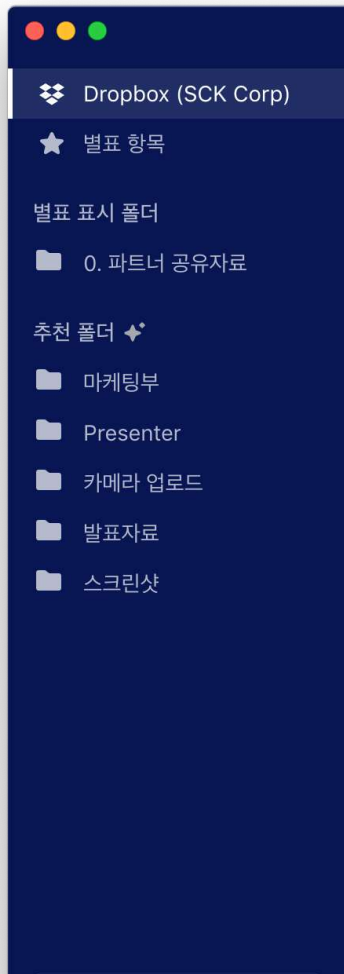 Dropbox (SCK Corp)
별표 항목
별표 표시 폴더
0. 파트너 공유자료
추천 폴더
마케팅부
Presenter
카메라 업로드
발표자료
스크린샷